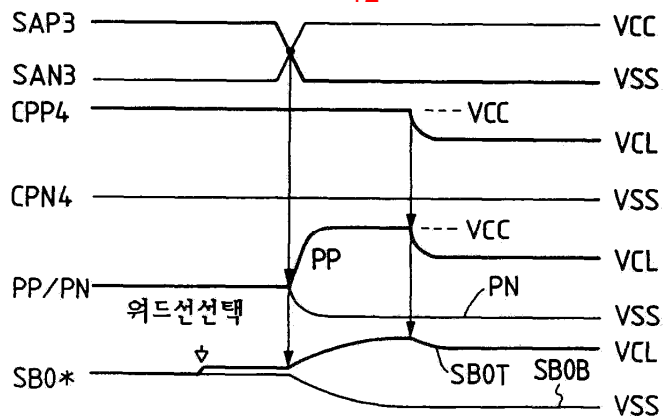 SAP3
VCC
SAN3
VSS
CPP4
--- VCC
VCL
CPN4
VSS
--- VCC
PP
VCL
PP/PN
PN
워드선선택
VSS
VCL
SB0*
SB0T
SB0B
VSS